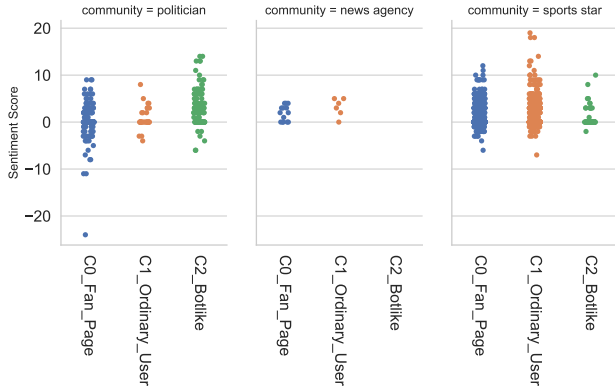 community = politician
community = news agency
community = sports star
Sentiment Score
20
10
0
−10
−20
C0_Fan_Page
C1_Ordinary_User
C2_Botlike
C0_Fan_Page
C1_Ordinary_User
C2_Botlike
C0_Fan_Page
C1_Ordinary_User
C2_Botlike